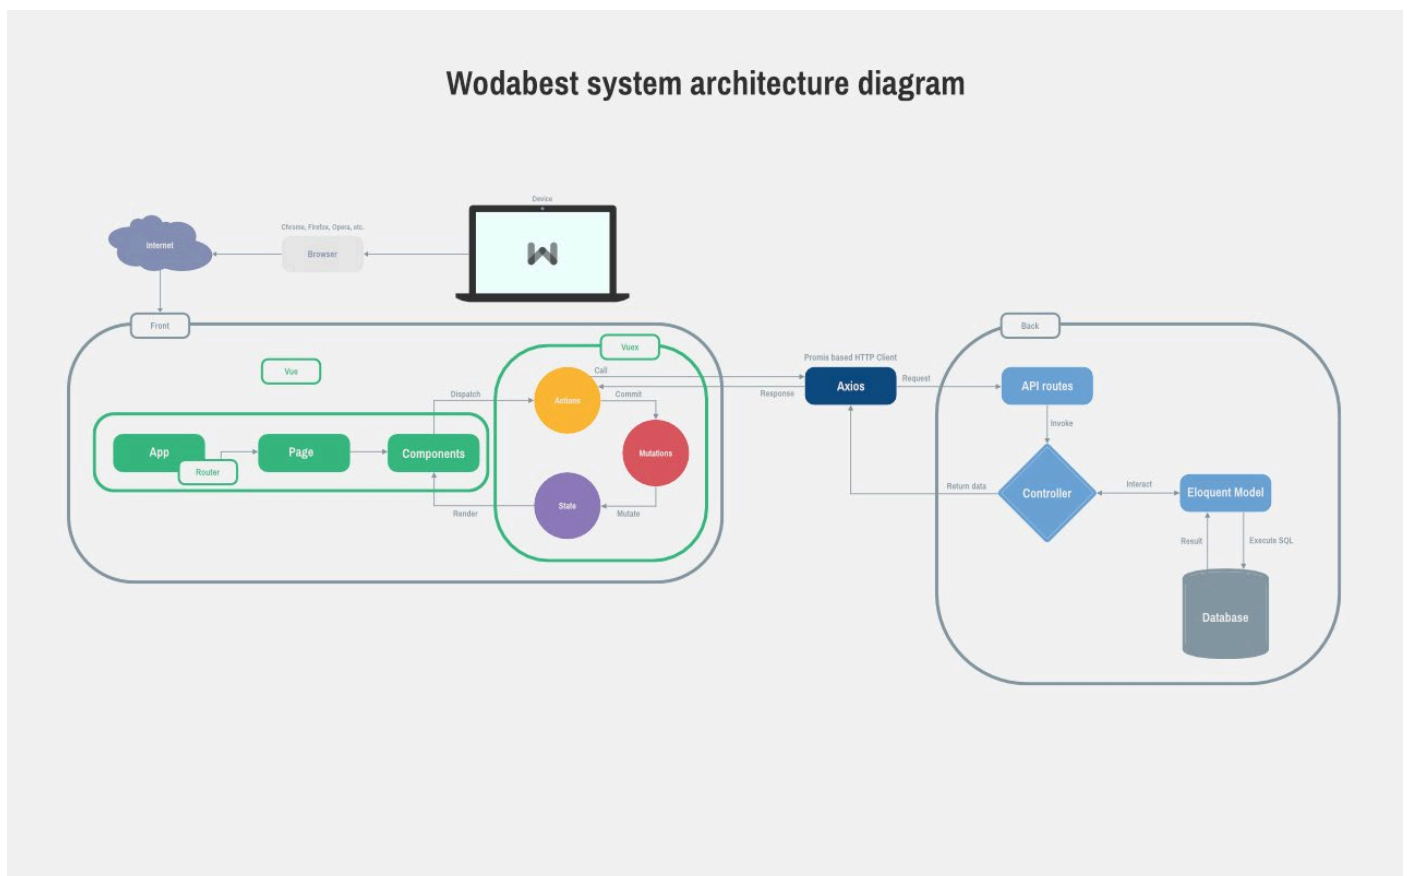 Wodabest system architecture diagram
Device
Internet
Chrome, Firefox, Opera, etc.
Browser
Front
Vue
Vuex
App
Router
Page
Components
Dispatch
Render
Actions
Call
Commit
Mutations
Mutate
State
Response
Promis based HTTP Client
Axios
Request
Back
API routes
Invoke
Controller
Return data
Interact
Eloquent Model
Result
Execute SQL
Database